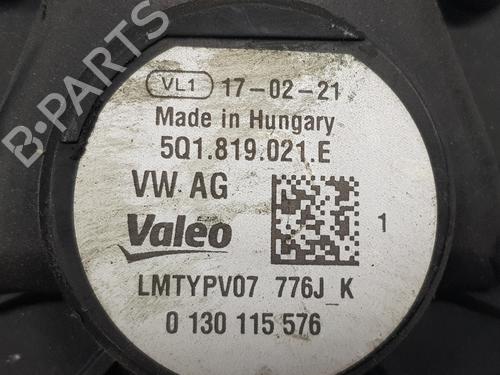 B-PARTS
VL1 17-02-21
Made in Hungary
5Q1.819.021.E
VW AG
Valeo
1
LMTYPV07 776J K
0 130 115 576